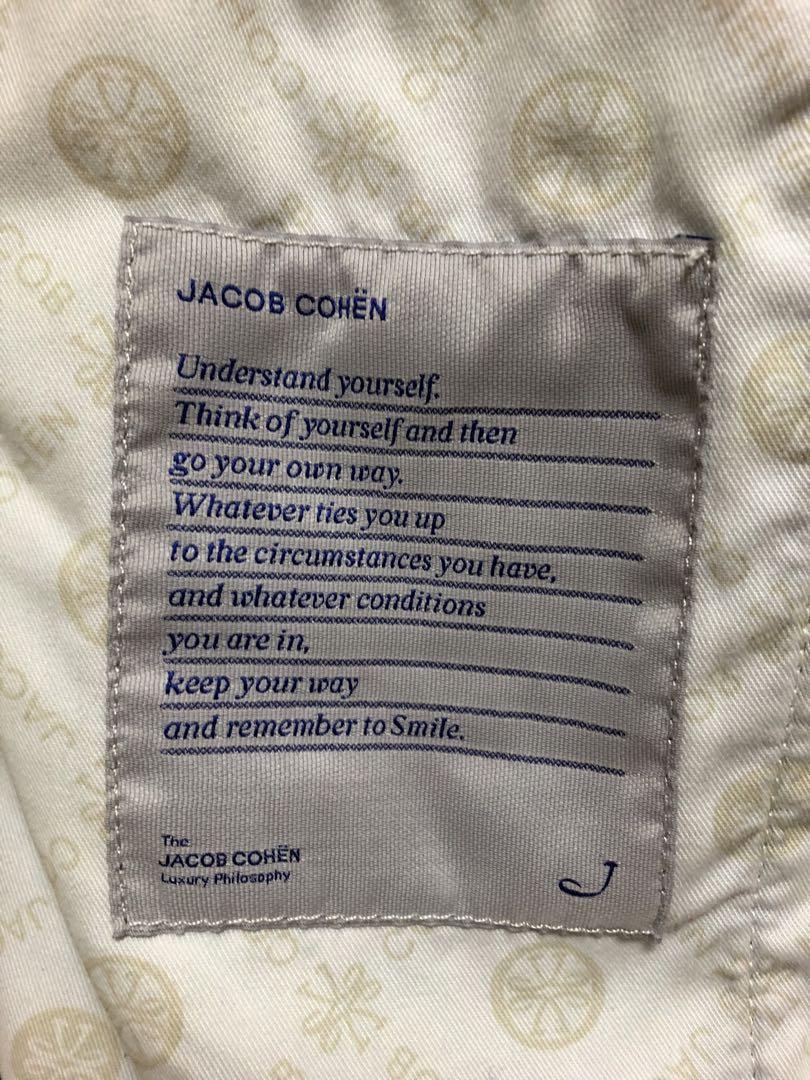 JACOB COHËN
Understand yourself.
Think of yourself and then
go your own way.
Whatever ties you up
to the circumstances you have,
and whatever conditions
you are in,
keep your way
and remember to Smile.
The
JACOB COHËN
Luxury Philosophy
J